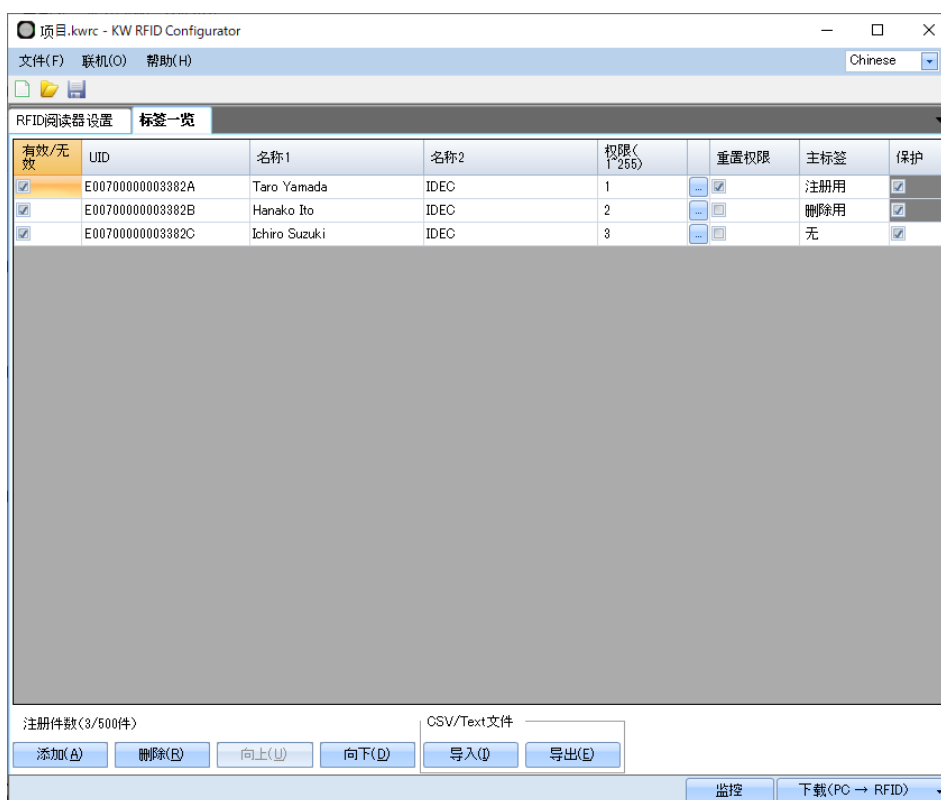 项目.kwrc - KW RFID Configurator
文件(F) 联机(O) 帮助(H) Chinese
RFID阅读器设置 标签一览
有效/无效 UID 名称1 名称2 权限(1~255) 重置权限 主标签 保护
E00700000003382A Taro Yamada IDEC 1 ... 注册用
E00700000003382B Hanako Ito IDEC 2 ... 删除用
E00700000003382C Ichiro Suzuki IDEC 3 ... 无
注册件数(3/500件) CSV/Text文件
添加(A) 删除(R) 向上(U) 向下(D) 导入(I) 导出(E)
监控 下载(PC → RFID)